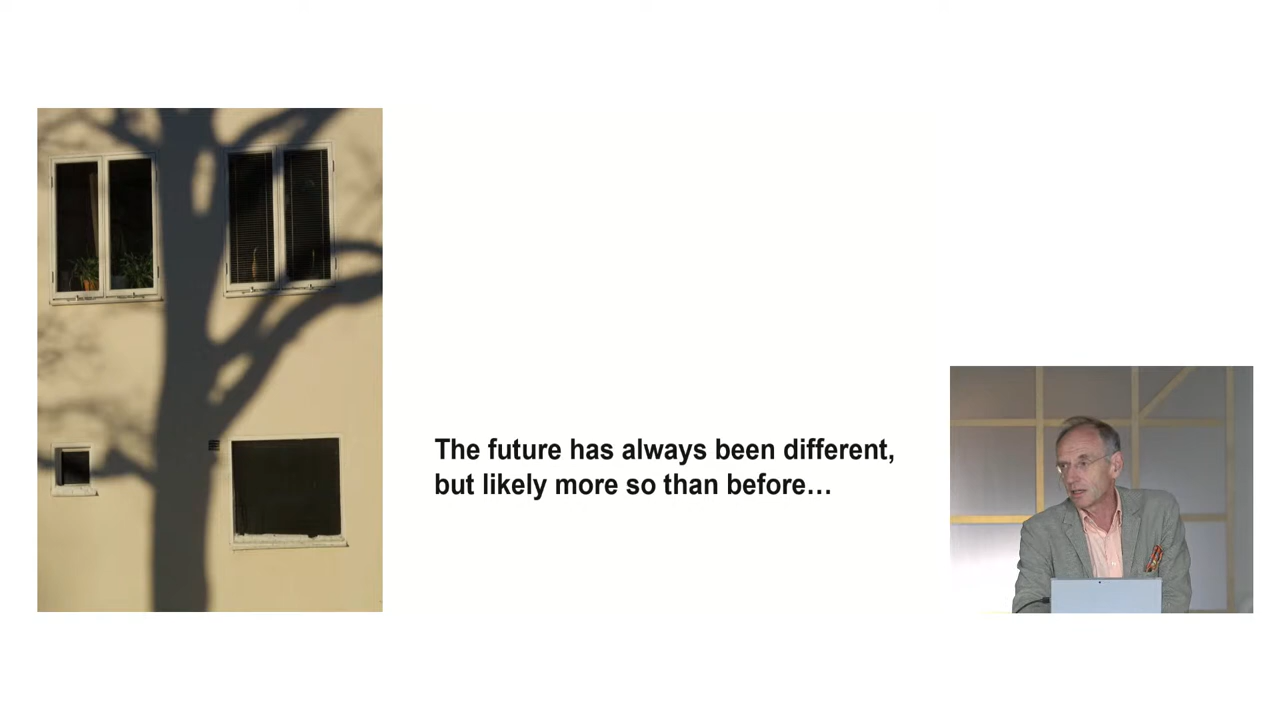 The future has always been different,
but likely more so than before…